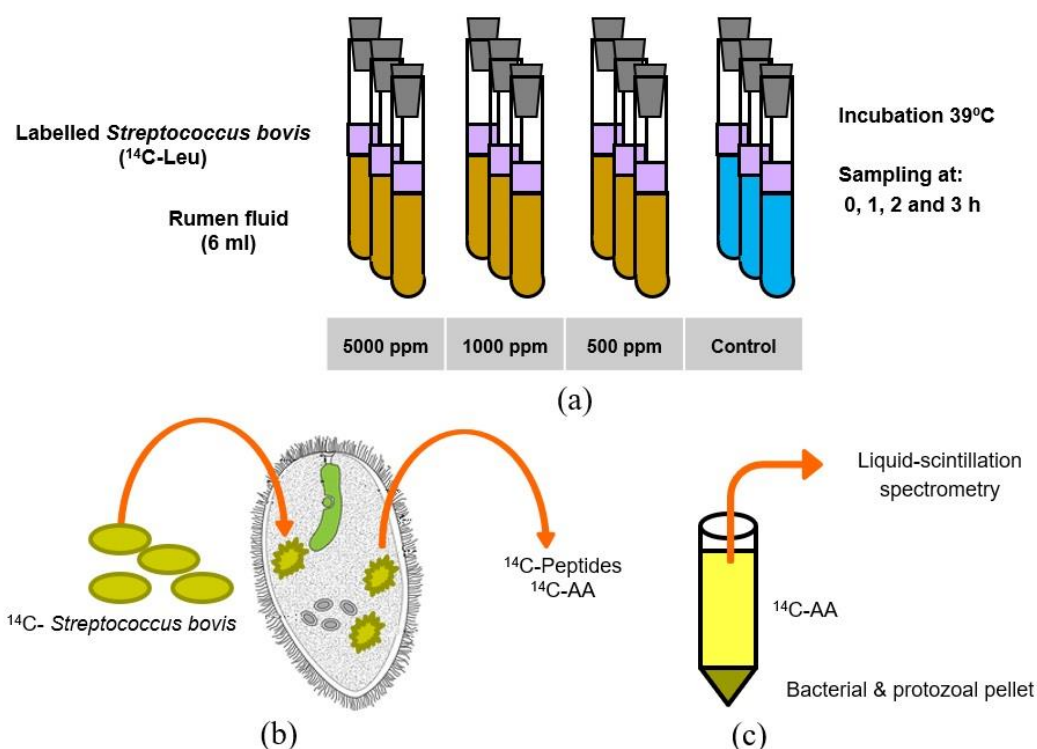 Labelled Streptococcus bovis
(¹⁴C-Leu)
Rumen fluid
(6 ml)
Incubation 39ºC
Sampling at:
0, 1, 2 and 3 h
5000 ppm
1000 ppm
500 ppm
Control
(a)
¹⁴C- Streptococcus bovis
¹⁴C-Peptides
¹⁴C-AA
(b)
Liquid-scintillation
spectrometry
¹⁴C-AA
Bacterial & protozoal pellet
(c)